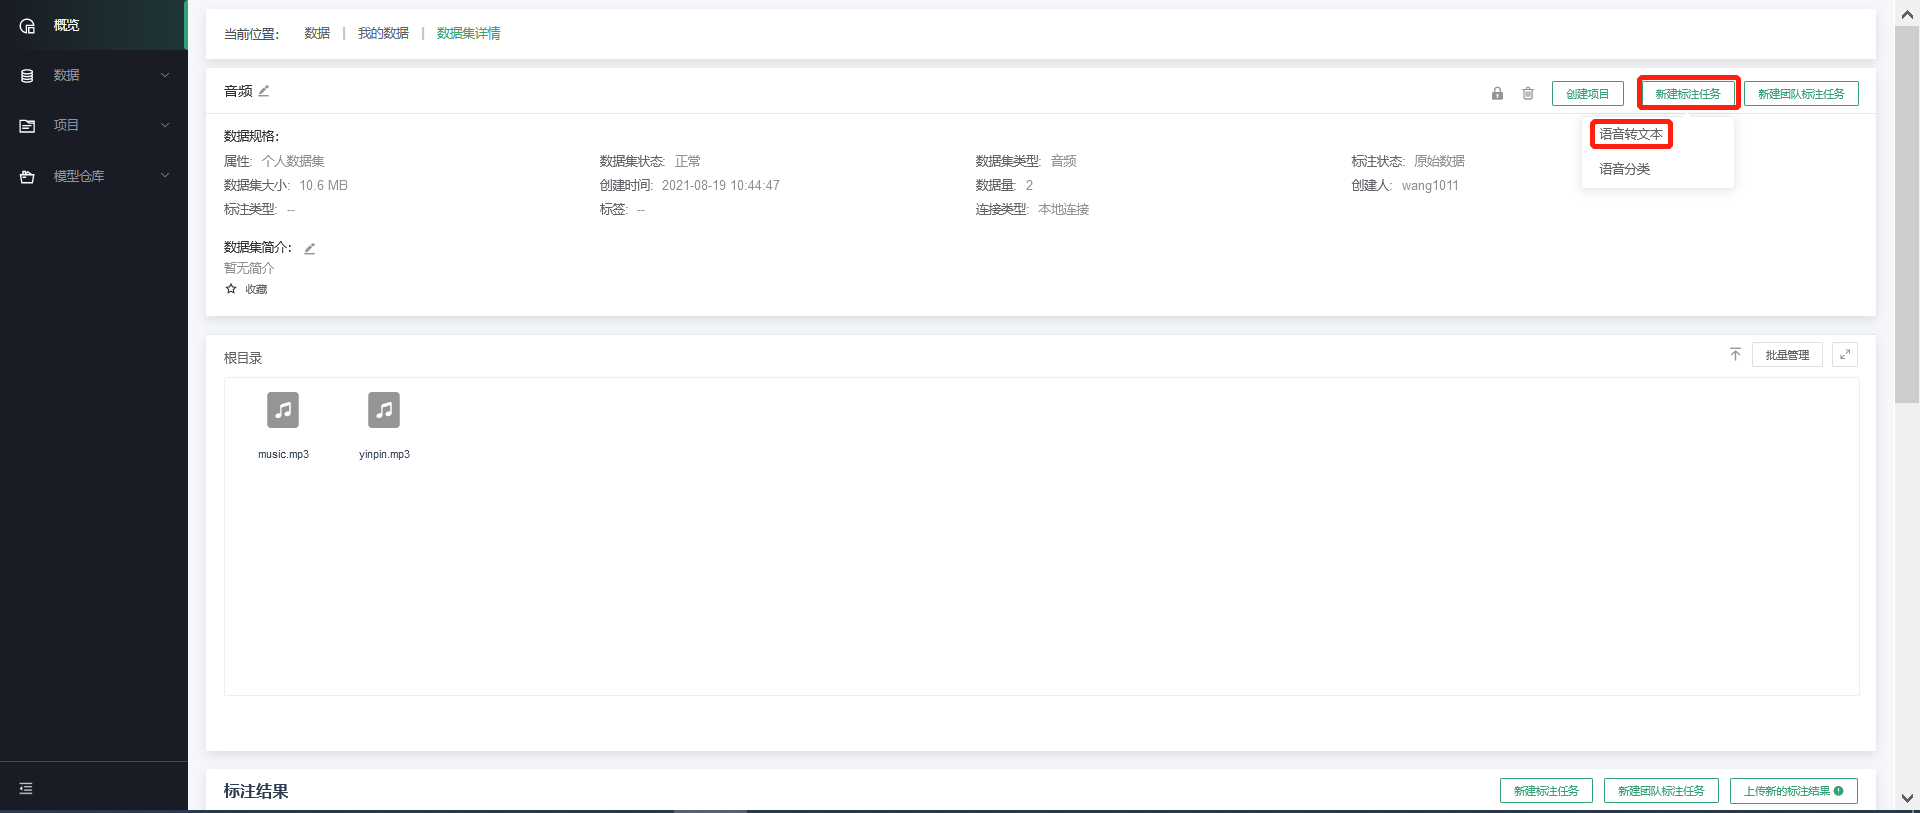 概览
数据
项目
模型仓库
当前位置: 数据 | 我的数据 | 数据集详情
音频
创建项目 新建标注任务 新建团队标注任务
语音转文本
语音分类
数据规格:
属性: 个人数据集 数据集状态: 正常 数据集类型: 音频 标注状态: 原始数据
数据集大小: 10.6 MB 创建时间: 2021-08-19 10:44:47 数据量: 2 创建人: wang1011
标注类型: -- 标签: -- 连接类型: 本地连接
数据集简介:
暂无简介
收藏
根目录 批量管理
music.mp3 yinpin.mp3
标注结果 新建标注任务 新建团队标注任务 上传新的标注结果